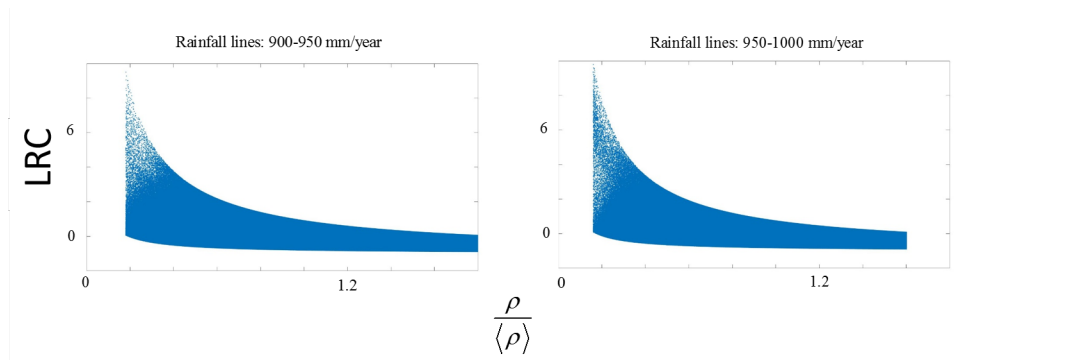 Rainfall lines: 900-950 mm/year
LRC
6
0
0
1.2
Rainfall lines: 950-1000 mm/year
6
0
0
1.2
ρ
⟨ρ⟩